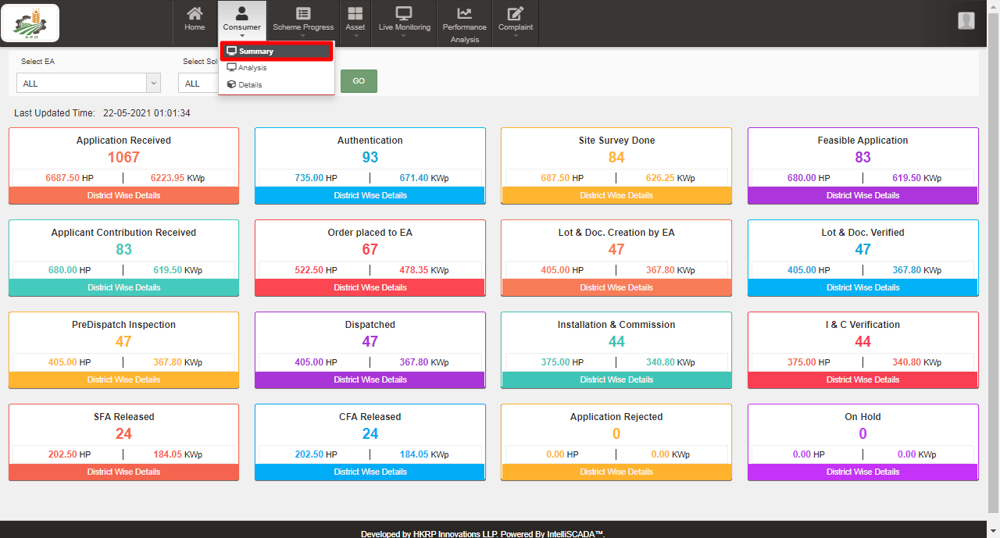 AED
Home
Consumer
Scheme Progress
Asset
Live Monitoring
Performance
Analysis
Complaint
Summary
Analysis
Details
Select EA
Select Sol
ALL
ALL
GO
Last Updated Time: 22-05-2021 01:01:34
Application Received
1067
6687.50 HP | 6223.95 KWp
District Wise Details
Authentication
93
735.00 HP | 671.40 KWp
District Wise Details
Site Survey Done
84
687.50 HP | 626.25 KWp
District Wise Details
Feasible Application
83
680.00 HP | 619.50 KWp
District Wise Details
Applicant Contribution Received
83
680.00 HP | 619.50 KWp
District Wise Details
Order placed to EA
67
522.50 HP | 478.35 KWp
District Wise Details
Lot & Doc. Creation by EA
47
405.00 HP | 367.80 KWp
District Wise Details
Lot & Doc. Verified
47
405.00 HP | 367.80 KWp
District Wise Details
PreDispatch Inspection
47
405.00 HP | 367.80 KWp
District Wise Details
Dispatched
47
405.00 HP | 367.80 KWp
District Wise Details
Installation & Commission
44
375.00 HP | 340.80 KWp
District Wise Details
I & C Verification
44
375.00 HP | 340.80 KWp
District Wise Details
SFA Released
24
202.50 HP | 184.05 KWp
District Wise Details
CFA Released
24
202.50 HP | 184.05 KWp
District Wise Details
Application Rejected
0
0.00 HP | 0.00 KWp
District Wise Details
On Hold
0
0.00 HP | 0.00 KWp
District Wise Details
Developed by HKRP Innovations LLP. Powered By IntelliSCADA™.